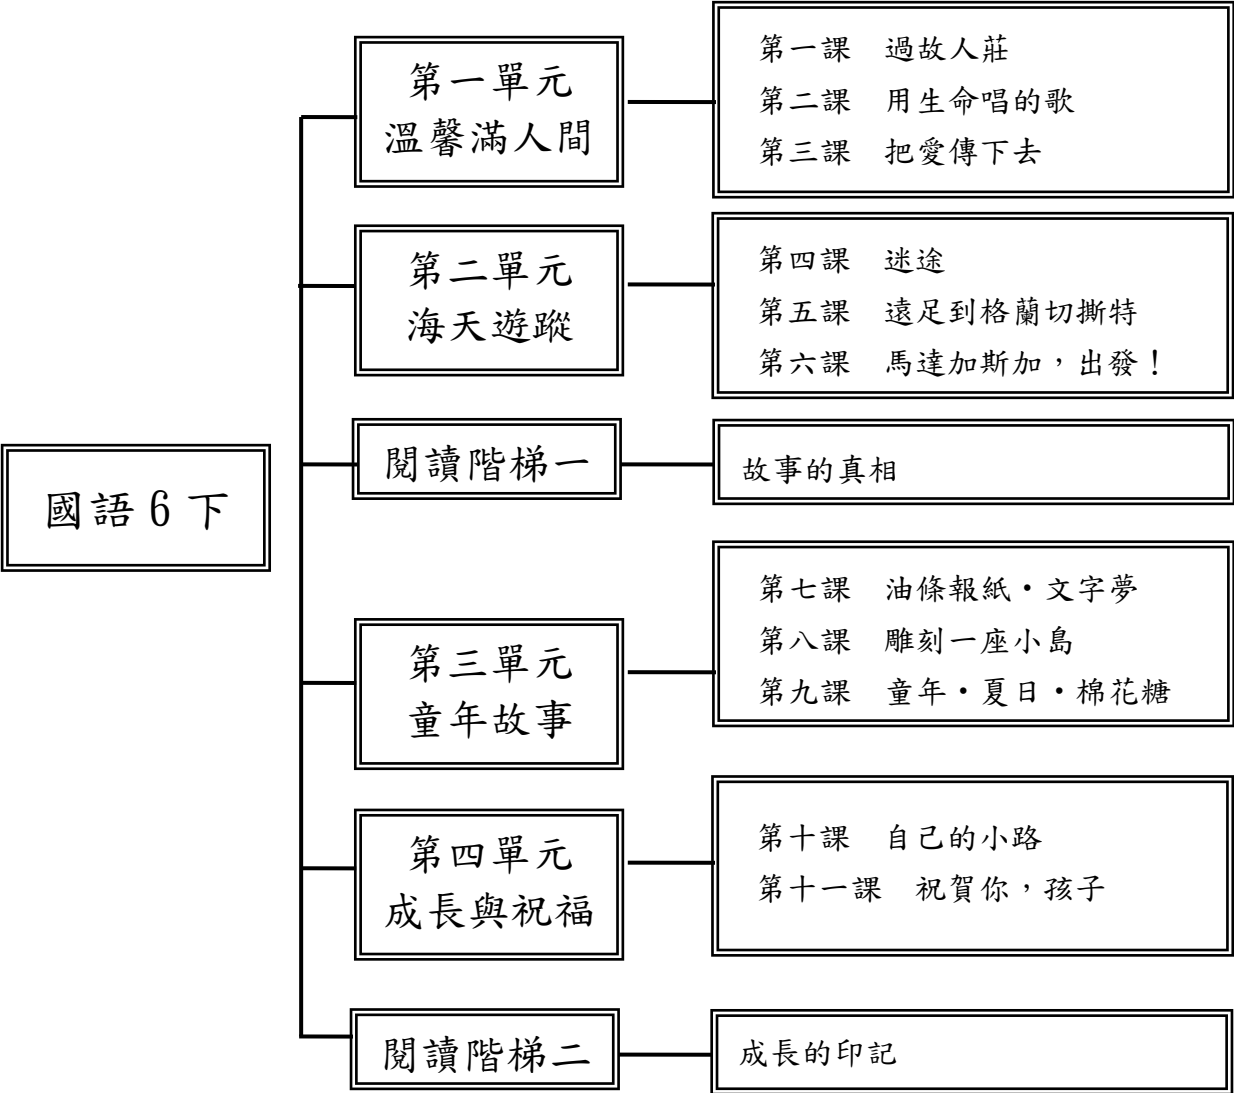 國語6下
第一單元
溫馨滿人間
第一課　過故人莊
第二課　用生命唱的歌
第三課　把愛傳下去
第二單元
海天遊蹤
第四課　迷途
第五課　遠足到格蘭切撕特
第六課　馬達加斯加，出發！
閱讀階梯一
故事的真相
第三單元
童年故事
第七課　油條報紙・文字夢
第八課　雕刻一座小島
第九課　童年・夏日・棉花糖
第四單元
成長與祝福
第十課　自己的小路
第十一課　祝賀你，孩子
閱讀階梯二
成長的印記